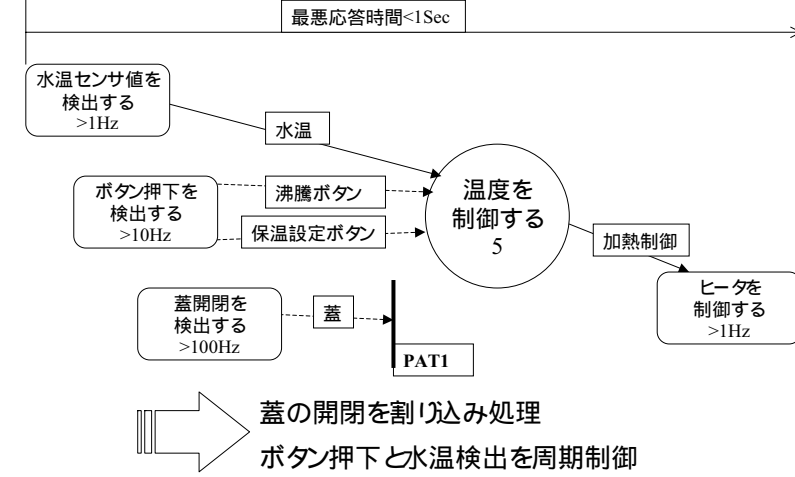 最悪応答時間<1Sec
水温センサ値を
検出する
>1Hz
水温
ボタン押下を
検出する
>10Hz
沸騰ボタン
保温設定ボタン
温度を
制御する
5
加熱制御
ヒータを
制御する
>1Hz
蓋開閉を
検出する
>100Hz
蓋
PAT1
蓋の開閉を割り込み処理
ボタン押下と水温検出を周期制御